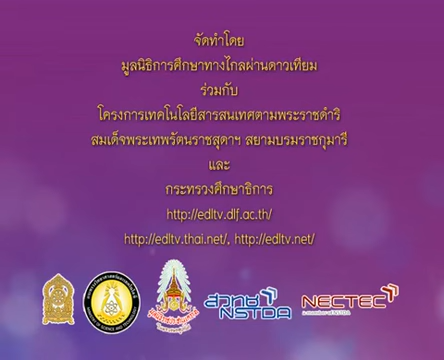 จัดทำโดย
มูลนิธิการศึกษาทางไกลผ่านดาวเทียม
ร่วมกับ
โครงการเทคโนโลยีสารสนเทศตามพระราชดำริ
สมเด็จพระเทพรัตนราชสุดาฯ สยามบรมราชกุมารี
และ
กระทรวงศึกษาธิการ
http://edltv.dlf.ac.th/
http://edltv.thai.net/, http://edltv.net/
สวทช
NSTDA
NECTEC
a member of NSTDA